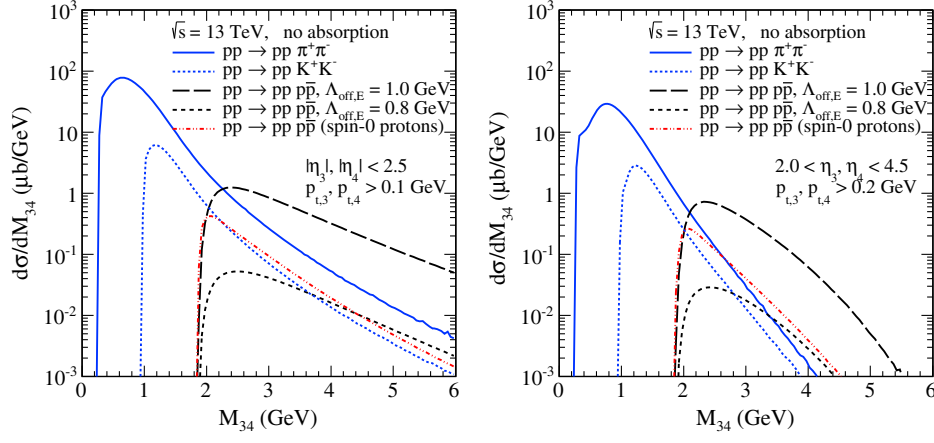 √s = 13 TeV, no absorption
pp → pp π⁺π⁻
pp → pp K⁺K⁻
pp → pp pp̅, Λoff,E = 1.0 GeV
pp → pp pp̅, Λoff,E = 0.8 GeV
pp → pp pp̅ (spin-0 protons)
|η₃|, |η₄| < 2.5
pt,3, pt,4 > 0.1 GeV
dσ/dM₃₄ (μb/GeV)
10³
10²
10
1
10⁻¹
10⁻²
10⁻³
0 1 2 3 4 5 6
M₃₄ (GeV)
√s = 13 TeV, no absorption
pp → pp π⁺π⁻
pp → pp K⁺K⁻
pp → pp pp̅, Λoff,E = 1.0 GeV
pp → pp pp̅, Λoff,E = 0.8 GeV
pp → pp pp̅ (spin-0 protons)
2.0 < η₃, η₄ < 4.5
pt,3, pt,4 > 0.2 GeV
dσ/dM₃₄ (μb/GeV)
10³
10²
10
1
10⁻¹
10⁻²
10⁻³
0 1 2 3 4 5 6
M₃₄ (GeV)